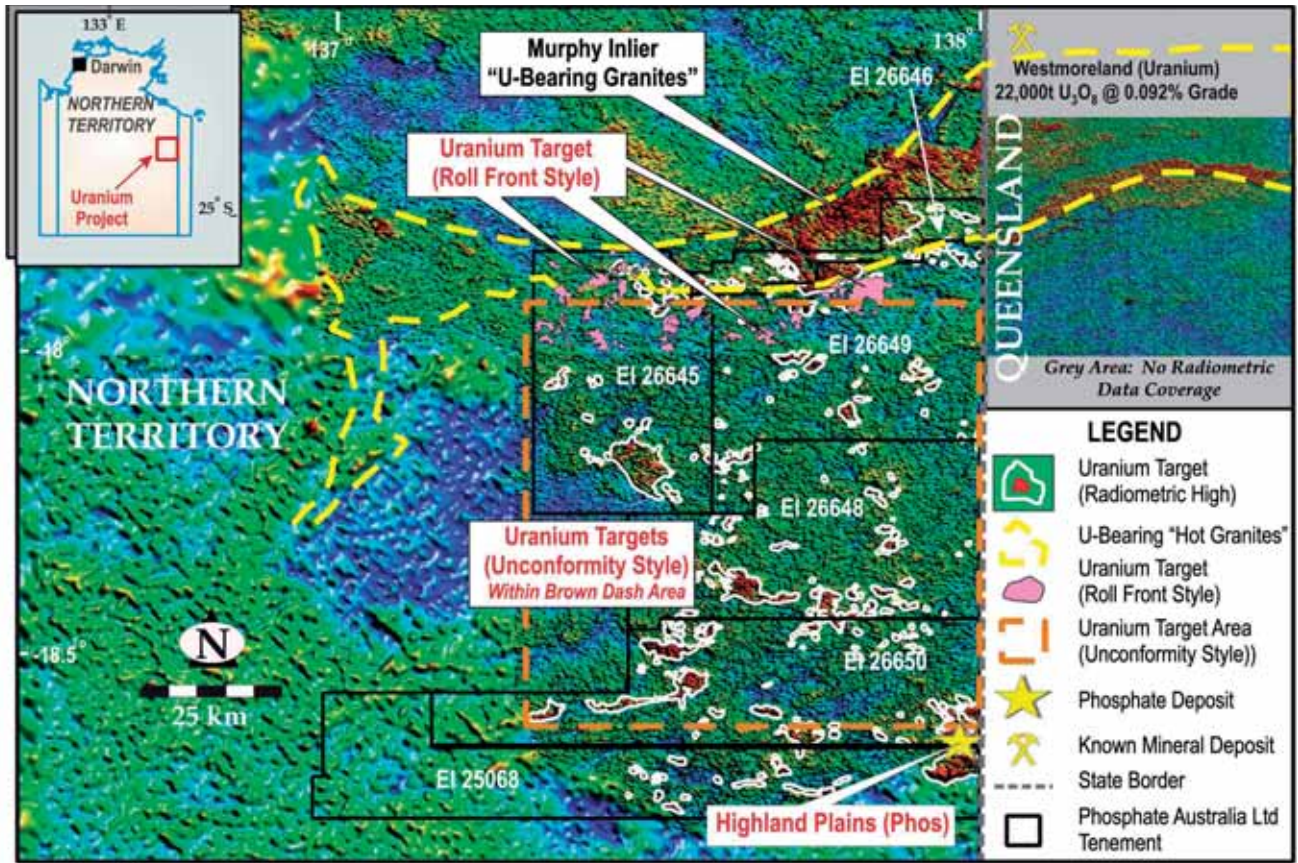 133° E
Darwin
NORTHERN
TERRITORY
Uranium
Project
25° S
137°
138°
Murphy Inlier
“U-Bearing Granites”
EI 26646
Uranium Target
(Roll Front Style)
Westmoreland (Uranium)
22,000t U₃O₈ @ 0.092% Grade
QUEENSLAND
Grey Area: No Radiometric
Data Coverage
-18°
NORTHERN
TERRITORY
EI 26645
EI 26649
EI 26648
Uranium Targets
(Unconformity Style)
Within Brown Dash Area
-18.5°
N
25 km
EI 26650
EI 25068
Highland Plains (Phos)
LEGEND
Uranium Target
(Radiometric High)
U-Bearing “Hot Granites”
Uranium Target
(Roll Front Style)
Uranium Target Area
(Unconformity Style))
Phosphate Deposit
Known Mineral Deposit
State Border
Phosphate Australia Ltd
Tenement